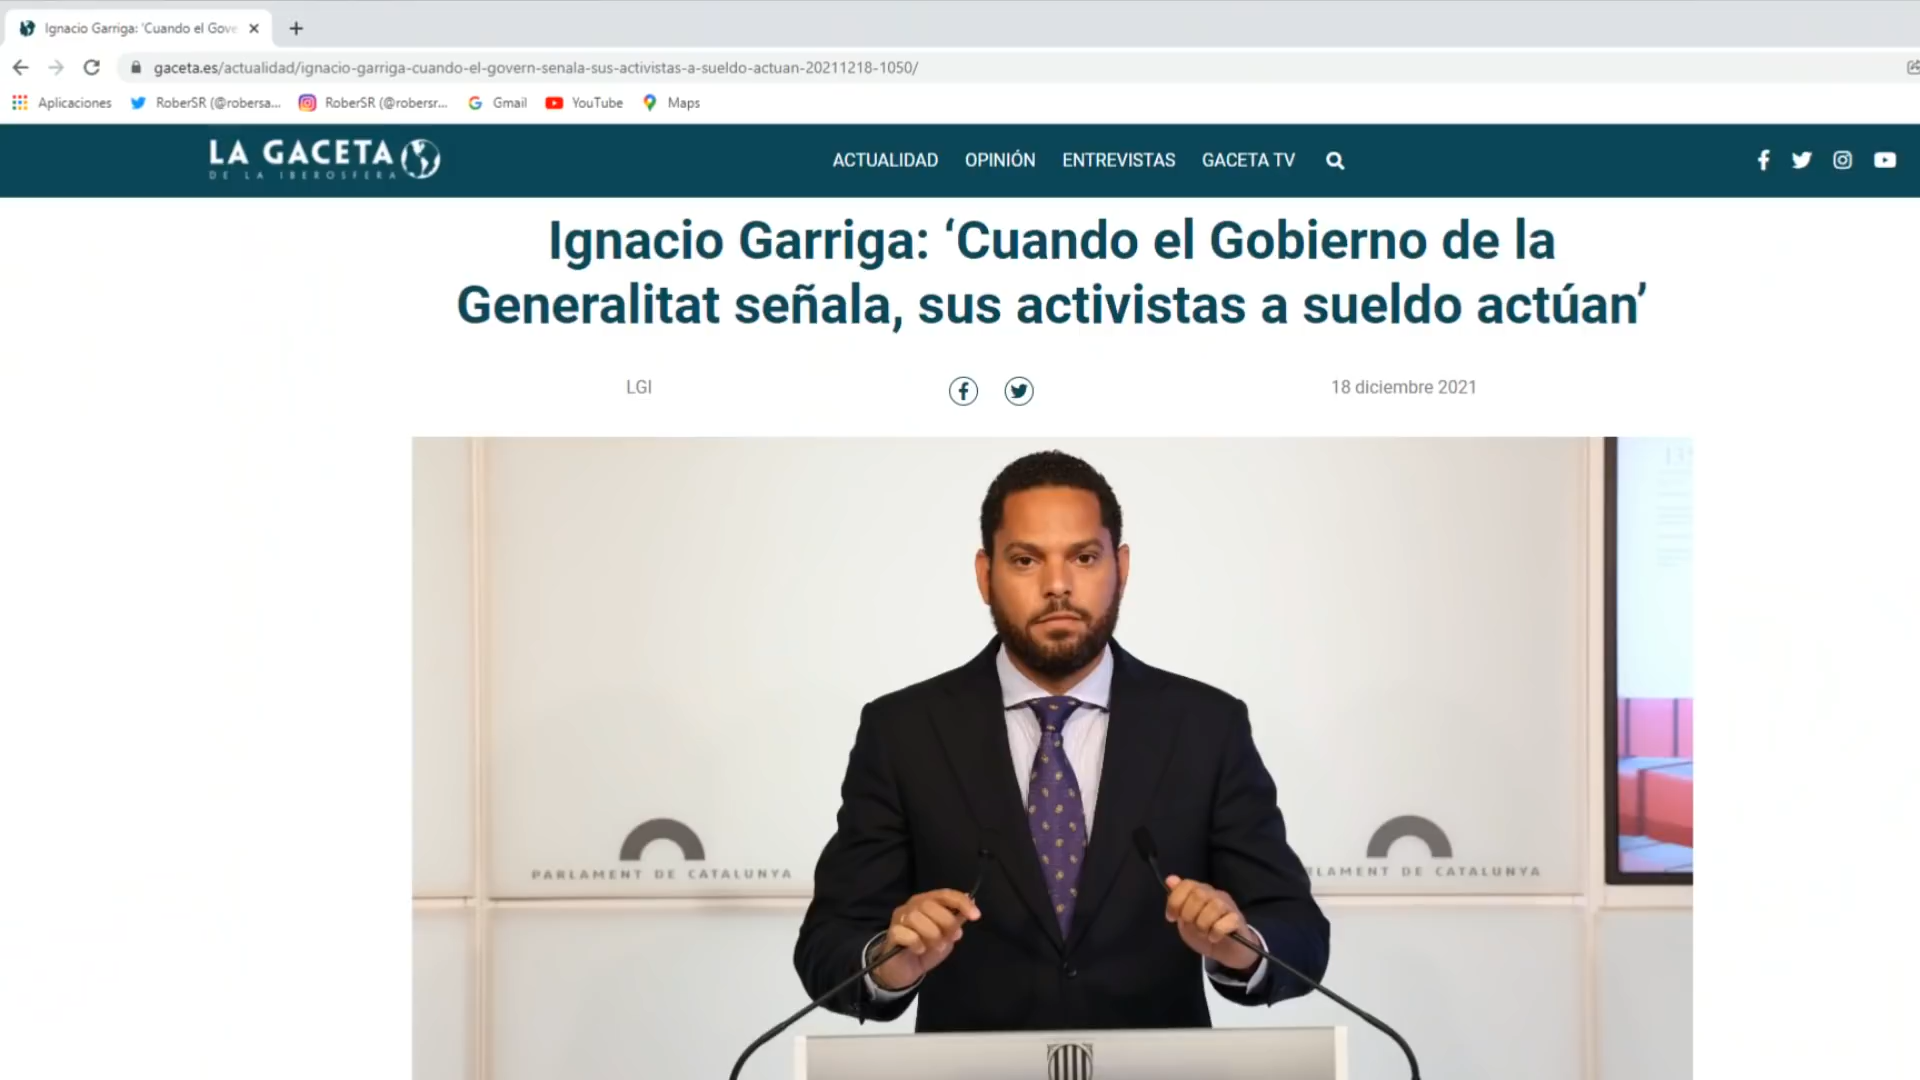 Ignacio Garriga: 'Cuando el Gove
gaceta.es/actualidad/ignacio-garriga-cuando-el-govern-senala-sus-activistas-a-sueldo-actuan-20211218-1050/
Aplicaciones RoberSR (@robersa... RoberSR (@robersr... Gmail YouTube Maps
LA GACETA
DE LA IBEROSFERA
ACTUALIDAD OPINIÓN ENTREVISTAS GACETA TV
Ignacio Garriga: ‘Cuando el Gobierno de la
Generalitat señala, sus activistas a sueldo actúan’
LGI
18 diciembre 2021
PARLAMENT DE CATALUNYA
LAMENT DE CATALUNYA